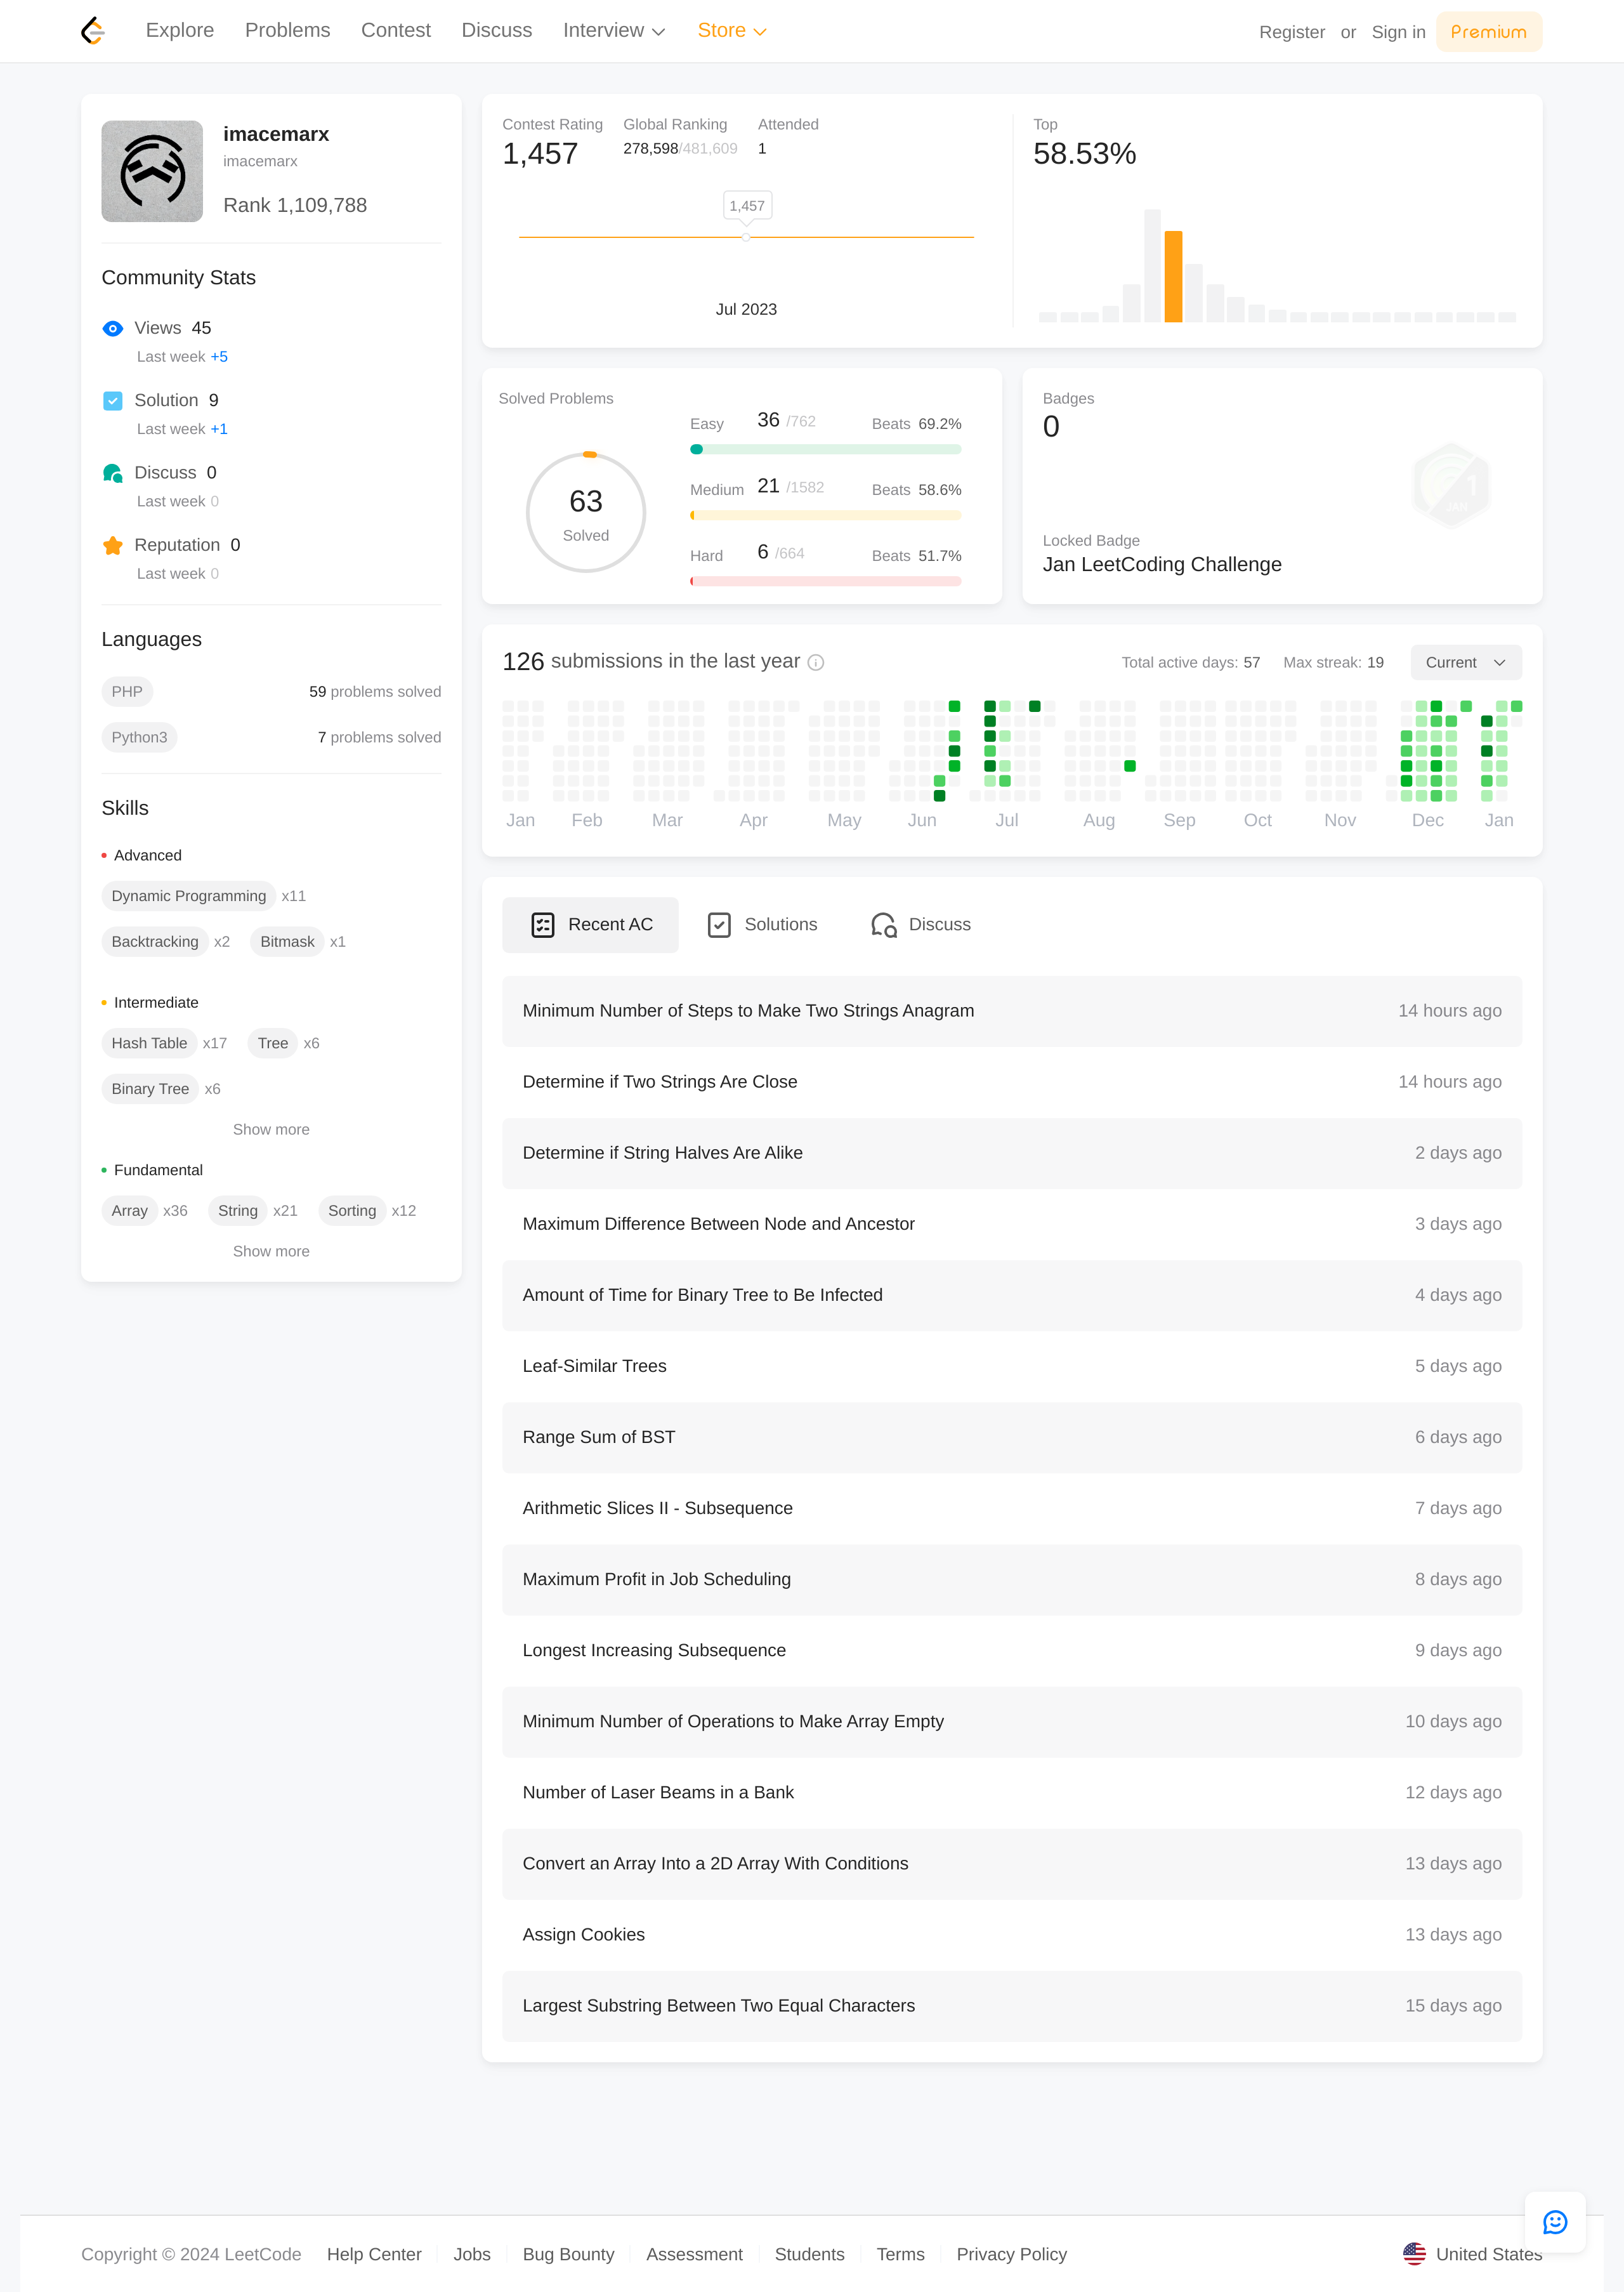 Explore Problems Contest Discuss Interview Store Register or Sign in Premium
imacemarx
imacemarx
Rank 1,109,788
Community Stats
Views 45
Last week +5
Solution 9
Last week +1
Discuss 0
Last week 0
Reputation 0
Last week 0
Languages
PHP 59 problems solved
Python3 7 problems solved
Skills
Advanced
Dynamic Programming x11
Backtracking x2 Bitmask x1
Intermediate
Hash Table x17 Tree x6
Binary Tree x6
Show more
Fundamental
Array x36 String x21 Sorting x12
Show more
Contest Rating Global Ranking Attended
1,457 278,598/481,609 1
1,457
Jul 2023
Top
58.53%
Solved Problems
63
Solved
Easy 36 /762 Beats 69.2%
Medium 21 /1582 Beats 58.6%
Hard 6 /664 Beats 51.7%
Badges
0
1
JAN
Locked Badge
Jan LeetCoding Challenge
126 submissions in the last year Total active days: 57 Max streak: 19 Current
Jan Feb Mar Apr May Jun Jul Aug Sep Oct Nov Dec Jan
Recent AC Solutions Discuss
Minimum Number of Steps to Make Two Strings Anagram 14 hours ago
Determine if Two Strings Are Close 14 hours ago
Determine if String Halves Are Alike 2 days ago
Maximum Difference Between Node and Ancestor 3 days ago
Amount of Time for Binary Tree to Be Infected 4 days ago
Leaf-Similar Trees 5 days ago
Range Sum of BST 6 days ago
Arithmetic Slices II - Subsequence 7 days ago
Maximum Profit in Job Scheduling 8 days ago
Longest Increasing Subsequence 9 days ago
Minimum Number of Operations to Make Array Empty 10 days ago
Number of Laser Beams in a Bank 12 days ago
Convert an Array Into a 2D Array With Conditions 13 days ago
Assign Cookies 13 days ago
Largest Substring Between Two Equal Characters 15 days ago
Copyright © 2024 LeetCode Help Center Jobs Bug Bounty Assessment Students Terms Privacy Policy United States